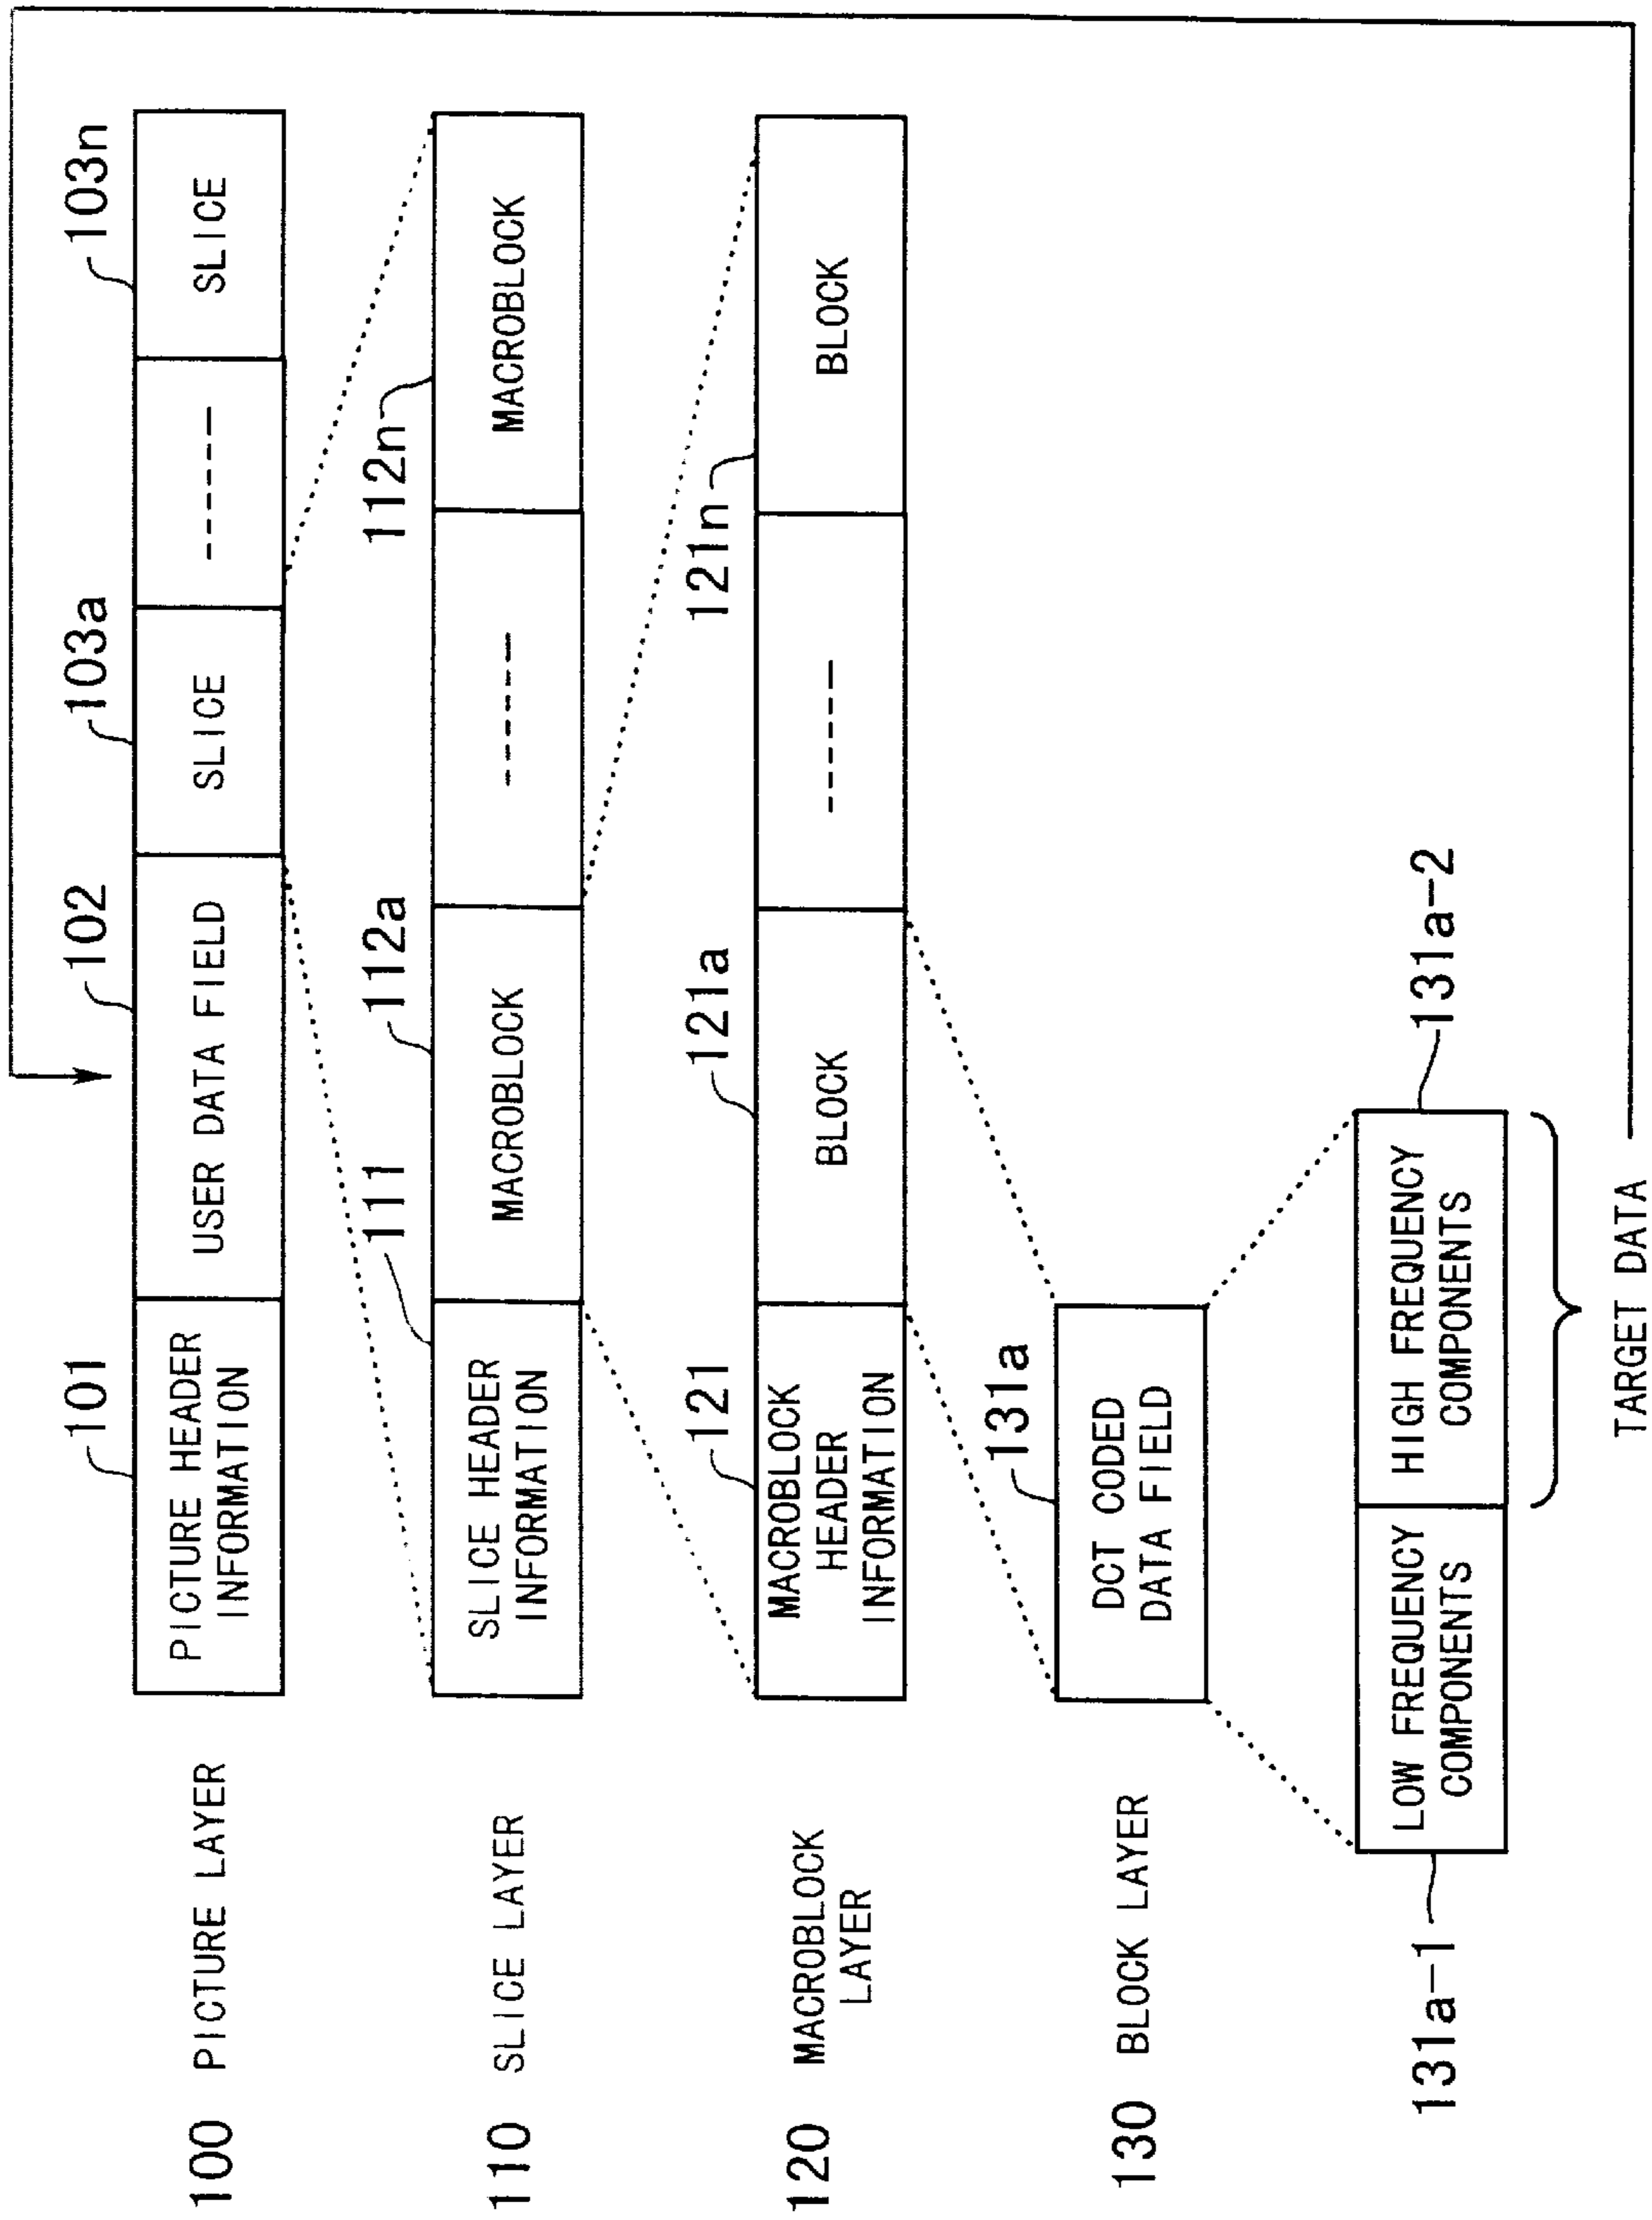 100 PICTURE LAYER
101
102
103a
103n
PICTURE HEADER
INFORMATION
USER DATA FIELD
SLICE
------
SLICE
110 SLICE LAYER
111
112a
112n
SLICE HEADER
INFORMATION
MACROBLOCK
------
MACROBLOCK
120 MACROBLOCK
LAYER
121
121a
121n
MACROBLOCK
HEADER
INFORMATION
BLOCK
------
BLOCK
130 BLOCK LAYER
131a
DCT CODED
DATA FIELD
131a-1
131a-2
LOW FREQUENCY
COMPONENTS
HIGH FREQUENCY
COMPONENTS
TARGET DATA